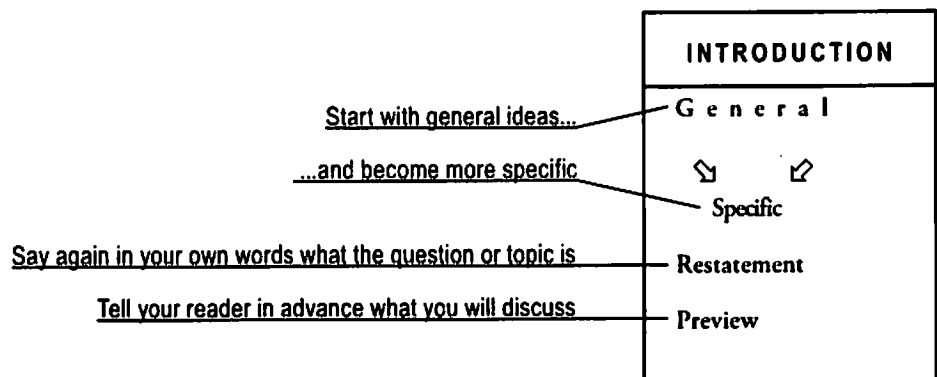 INTRODUCTION
Start with general ideas...
General
...and become more specific
Specific
Say again in your own words what the question or topic is
Restatement
Tell your reader in advance what you will discuss
Preview